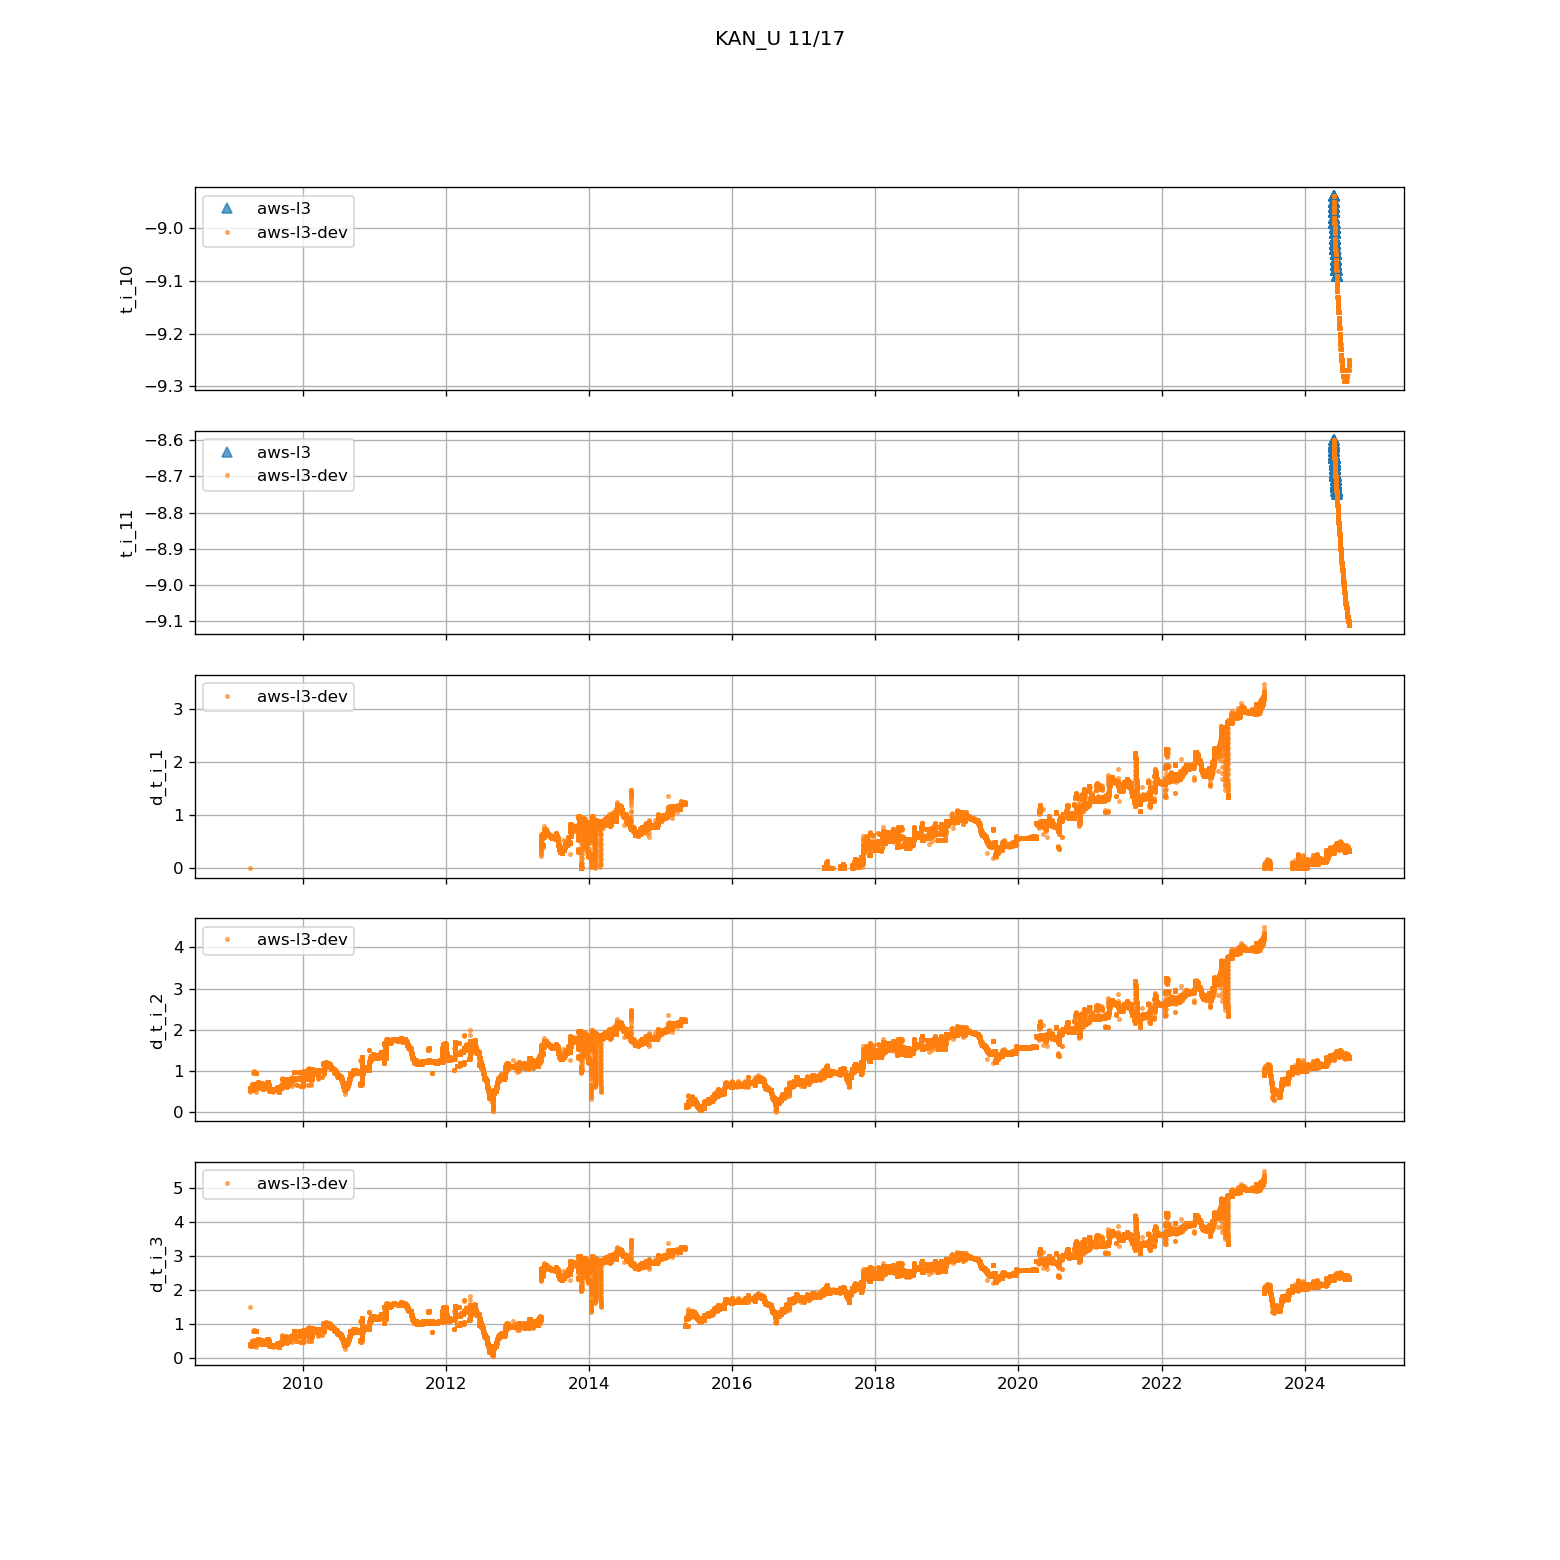 KAN_U 11/17
aws-l3
aws-l3-dev
t_i_10
−9.0
−9.1
−9.2
−9.3
aws-l3
aws-l3-dev
t_i_11
−8.6
−8.7
−8.8
−8.9
−9.0
−9.1
aws-l3-dev
d_t_i_1
3
2
1
0
aws-l3-dev
d_t_i_2
4
3
2
1
0
aws-l3-dev
d_t_i_3
5
4
3
2
1
0
2010 2012 2014 2016 2018 2020 2022 2024